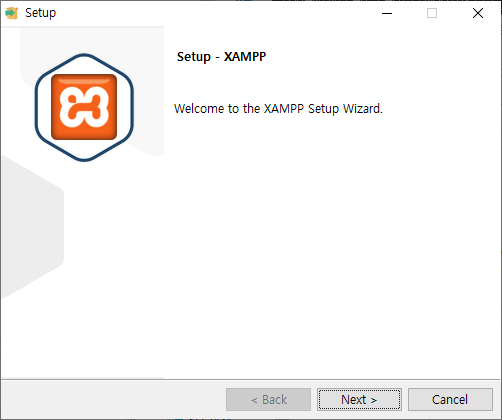 Setup
Setup - XAMPP
Welcome to the XAMPP Setup Wizard.
< Back
Next >
Cancel